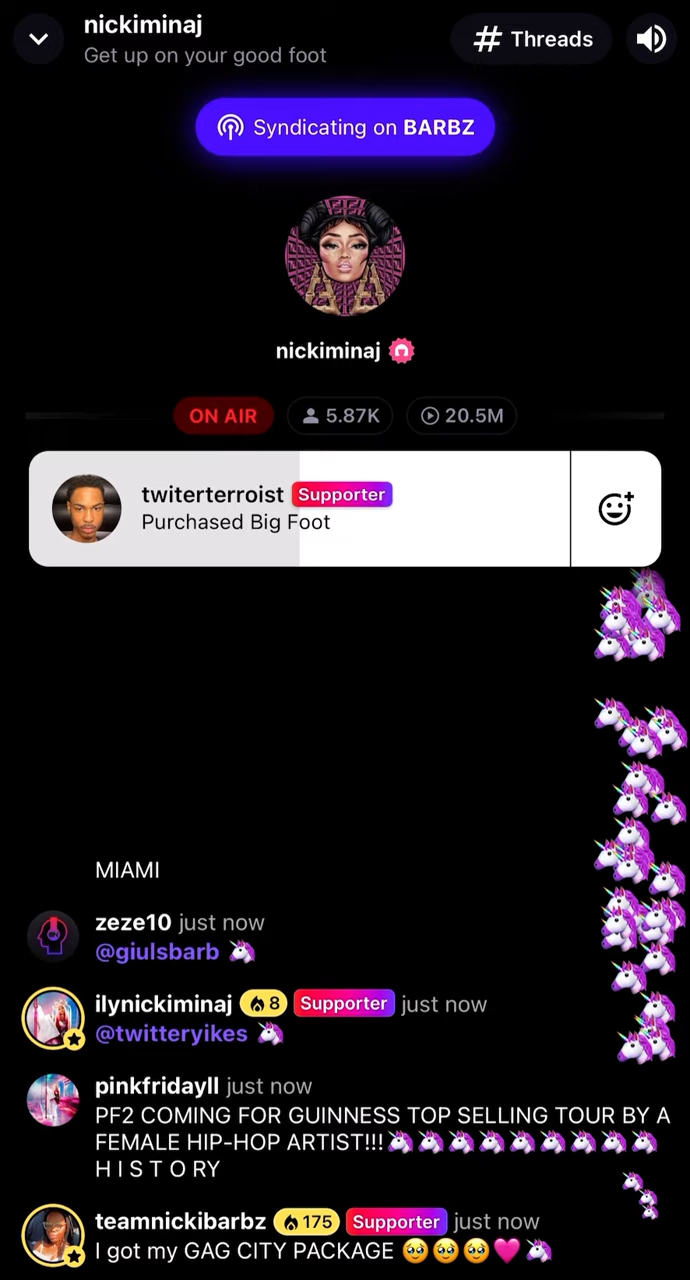 nickiminaj
Get up on your good foot
# Threads
Syndicating on BARBZ
nickiminaj
ON AIR
5.87K
20.5M
twiterterroist Supporter
Purchased Big Foot
MIAMI
zeze10 just now
@giulsbarb 🦄
ilynickiminaj 8 Supporter just now
@twitteryikes 🦄
pinkfridayll just now
PF2 COMING FOR GUINNESS TOP SELLING TOUR BY A
FEMALE HIP-HOP ARTIST!!! 🦄🦄🦄🦄🦄🦄🦄🦄🦄
H I S T O RY
teamnickibarbz 175 Supporter just now
I got my GAG CITY PACKAGE 🥹🥹🥹🩷🦄